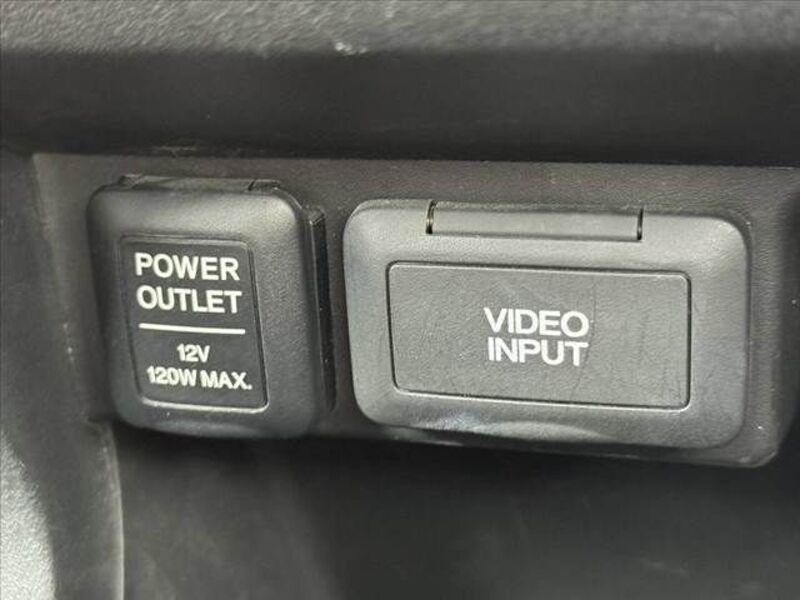 POWER
OUTLET
12V
120W MAX.
VIDEO
INPUT